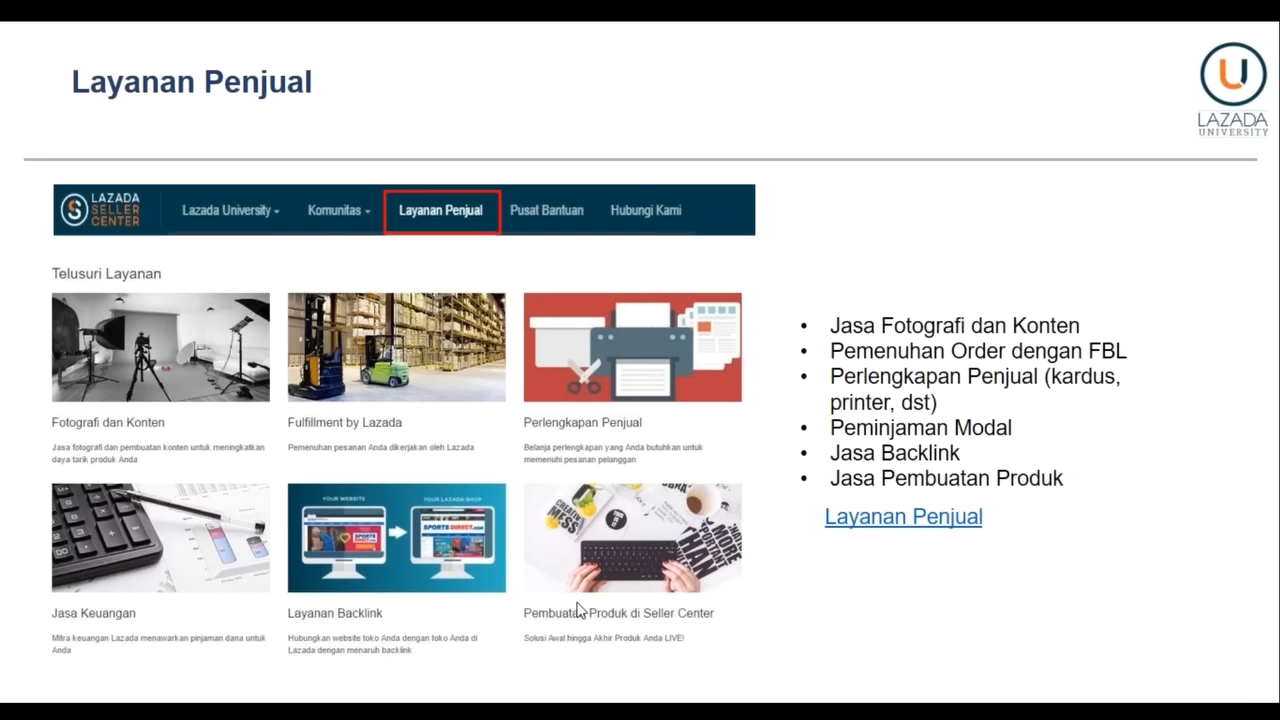 Layanan Penjual
LAZADA
UNIVERSITY
LAZADA
SELLER
CENTER
Lazada University
Komunitas
Layanan Penjual
Pusat Bantuan
Hubungi Kami
Telusuri Layanan
Fotografi dan Konten
Jasa fotografi dan pembuatan konten untuk meningkatkan
daya tarik produk Anda
Fulfillment by Lazada
Pemenuhan pesanan Anda dikerjakan oleh Lazada
Perlengkapan Penjual
Belanja perlengkapan yang Anda butuhkan untuk
memenuhi pesanan pelanggan
YOUR WEBSITE
YOUR LAZADA SHOP
SPORTS DIRECT.com
Jasa Keuangan
Mitra keuangan Lazada menawarkan pinjaman dana untuk
Anda
Layanan Backlink
Hubungkan website toko Anda dengan toko Anda di
Lazada dengan menaruh backlink
Pembuatan Produk di Seller Center
Solusi Awal hingga Akhir Produk Anda LIVE!
• Jasa Fotografi dan Konten
• Pemenuhan Order dengan FBL
• Perlengkapan Penjual (kardus,
printer, dst)
• Peminjaman Modal
• Jasa Backlink
• Jasa Pembuatan Produk
Layanan Penjual